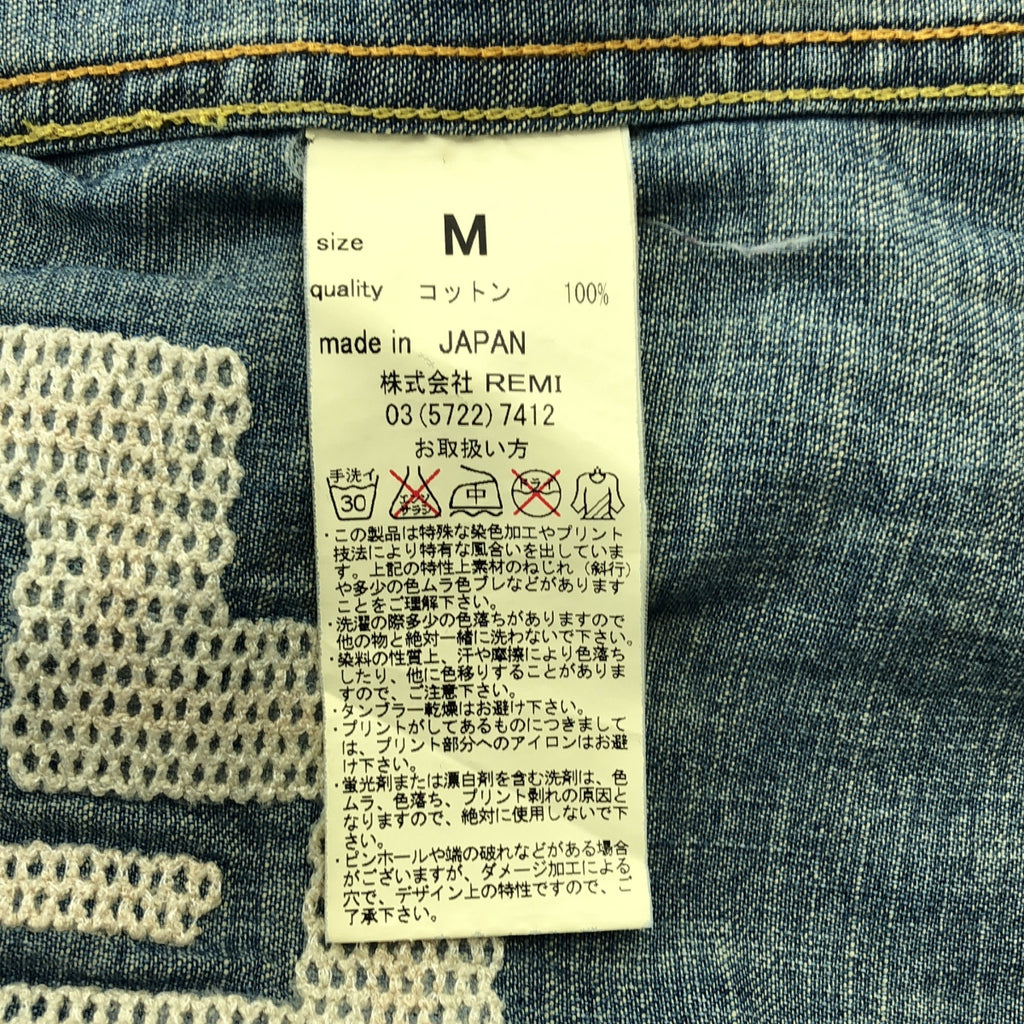 size M
quality コットン 100%
made in JAPAN
株式会社 REMI
03(5722)7412
お取扱い方
手洗イ 30 エンソ サラシ 中 ドライ
・この製品は特殊な染色加工やプリント
技法により特有な風合いを出していま
す。上記の特性上素材のねじれ（斜行）
や多少の色ムラ色ブレなどがあります
ことをご理解下さい。
・洗濯の際多少の色落ちがありますので
他の物と絶対一緒に洗わないで下さい。
・染料の性質上、汗や摩擦により色落ち
したり、他に色移りすることがありま
すので、ご注意下さい。
・タンブラー乾燥はお避け下さい。
・プリントがしてあるものにつきまして
は、プリント部分へのアイロンはお避
け下さい。
・蛍光剤または漂白剤を含む洗剤は、色
ムラ、色落ち、プリント剥れの原因と
なりますので、絶対に使用しないで下
さい。
・ピンホールや端の破れなどがある場合
がございますが、ダメージ加工による
穴で、デザイン上の特性ですので、ご
了承下さい。